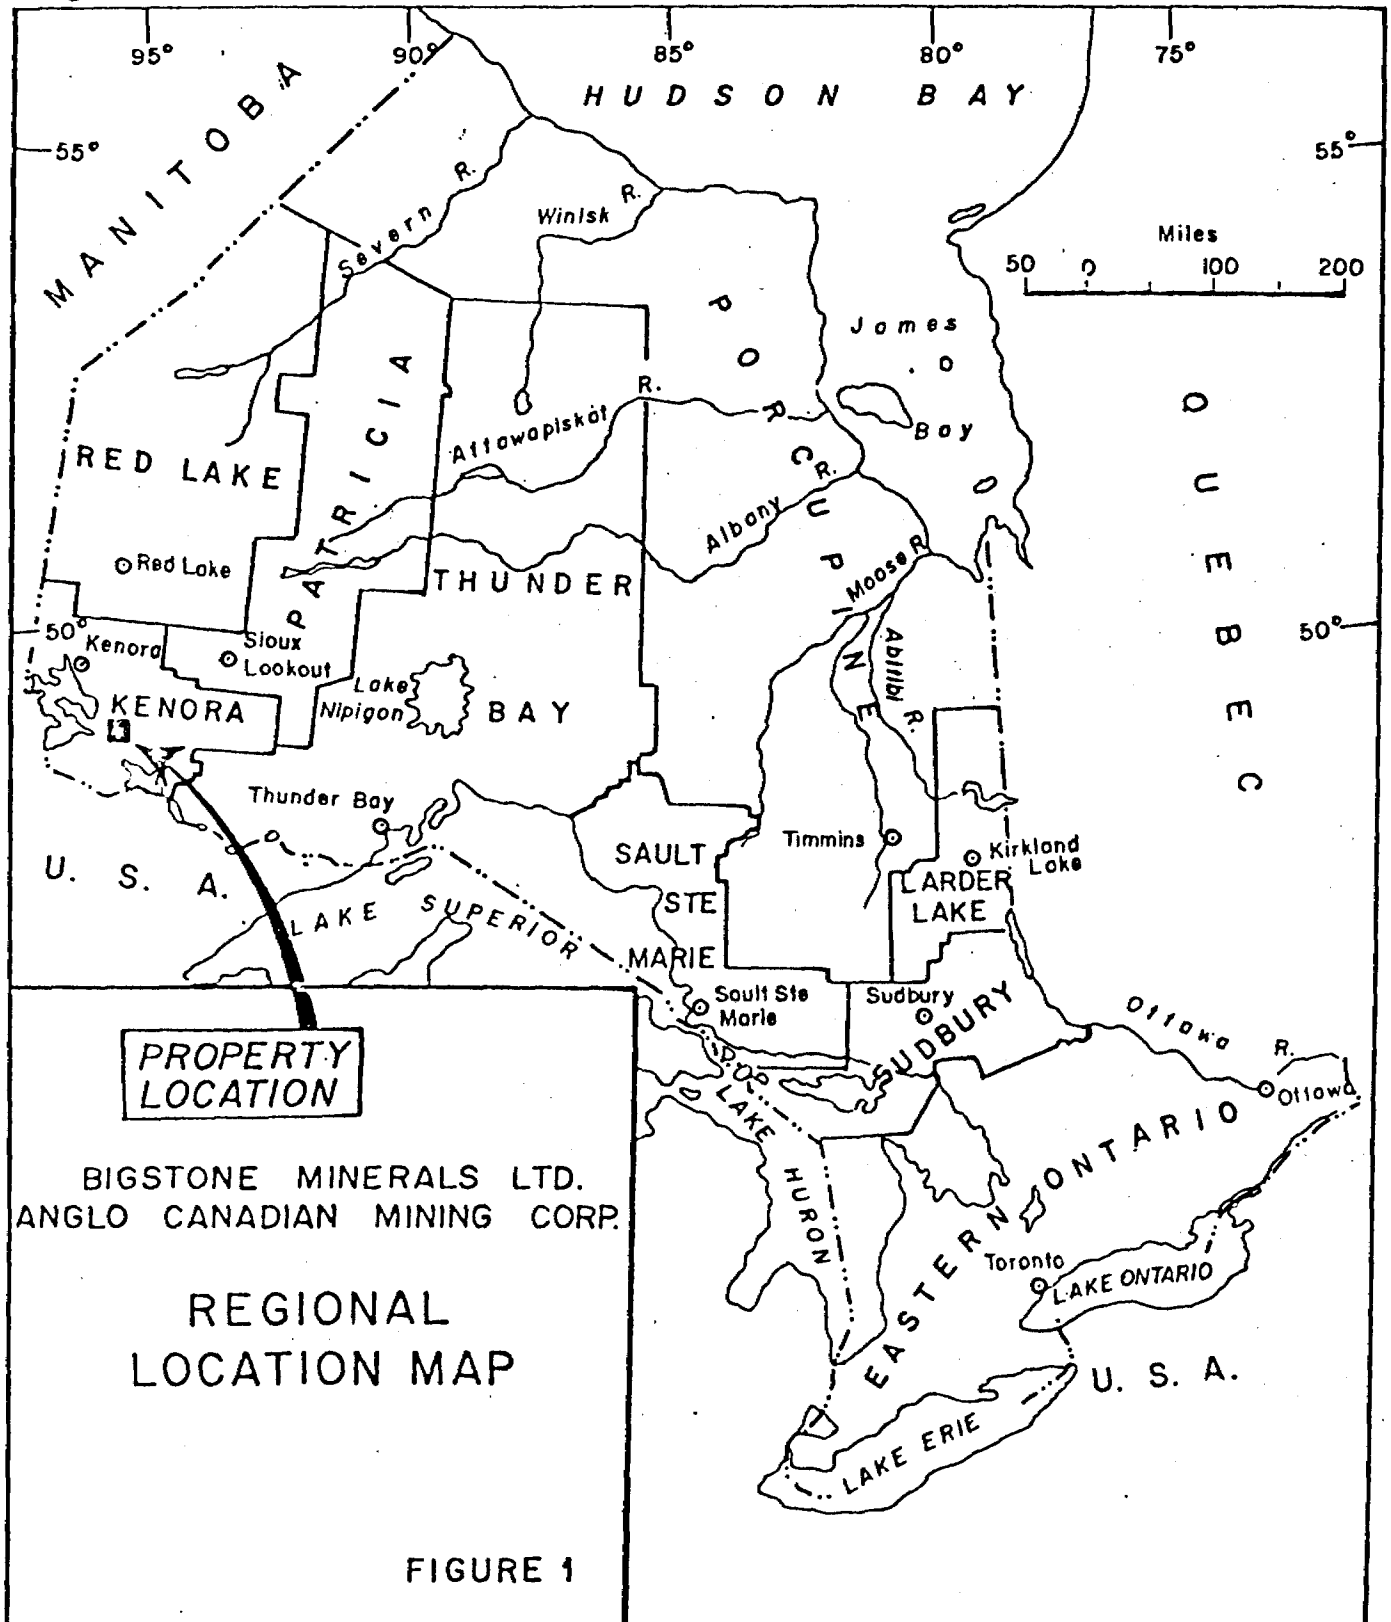 95° 90° 85° 80° 75°
HUDSON BAY
MANITOBA
55° 55°
Severn R.
Winisk R.
Miles
50 0 100 200
James
Bay
PORCUPINE
QUEBEC
PATRICIA
RED LAKE
Attawapiskat R.
Albany R.
Moose R.
Abitibi R.
Red Lake
THUNDER
BAY
50° 50°
Kenora
Sioux
Lookout
KENORA
Lake
Nipigon
Thunder Bay
Timmins
Kirkland
Lake
SAULT
STE
MARIE
LARDER
LAKE
U. S. A.
LAKE SUPERIOR
Sault Ste
Marie
Sudbury
SUDBURY
Ottawa R.
Ottawa
LAKE
HURON
EASTERN ONTARIO
Toronto
LAKE ONTARIO
U. S. A.
LAKE ERIE
PROPERTY
LOCATION
BIGSTONE MINERALS LTD.
ANGLO CANADIAN MINING CORP.
REGIONAL
LOCATION MAP
FIGURE 1